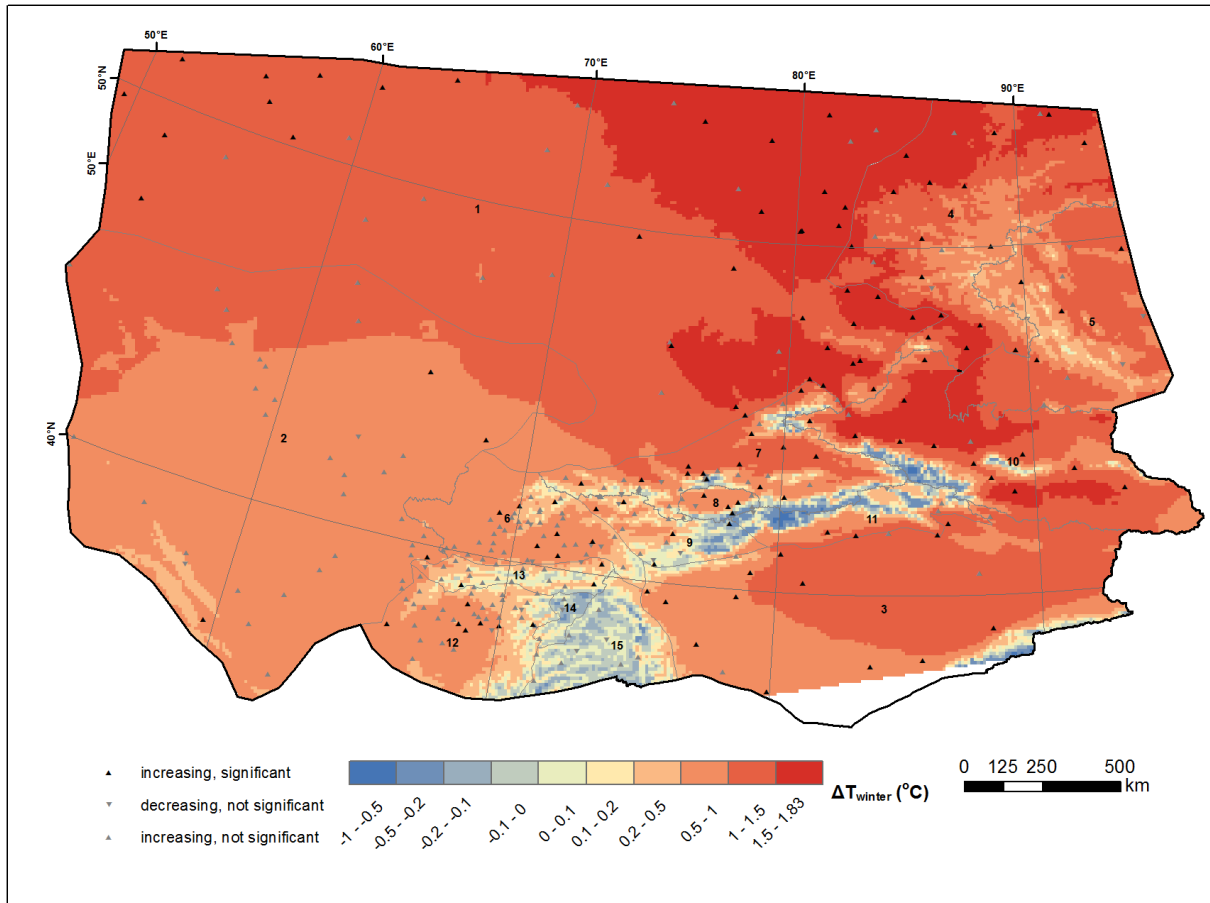 50°E
60°E
70°E
80°E
90°E
50°N
50°E
40°N
1
4
5
2
7
10
8
6
11
9
13
3
14
12
15
increasing, significant
decreasing, not significant
increasing, not significant
-1 - -0.5
-0.5 - -0.2
-0.2 - -0.1
-0.1 - 0
0 - 0.1
0.1 - 0.2
0.2 - 0.5
0.5 - 1
1 - 1.5
1.5 - 1.83
ΔTwinter (°C)
0 125 250 500
km